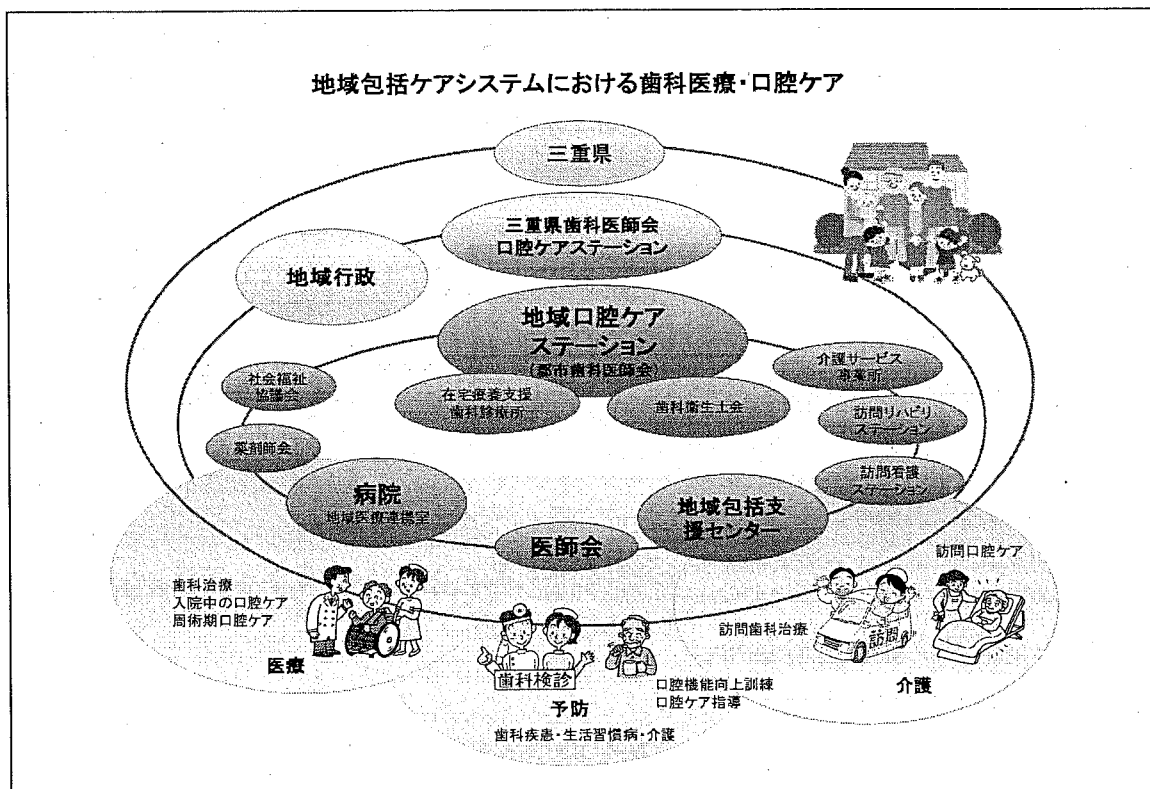 地域包括ケアシステムにおける歯科医療・口腔ケア
三重県
三重県歯科医師会
口腔ケアステーション
地域行政
地域口腔ケア
ステーション
(郡市歯科医師会)
社会福祉
協議会
在宅療養支援
歯科診療所
歯科衛生士会
介護サービス
事業所
訪問リハビリ
ステーション
薬剤師会
訪問看護
ステーション
病院
地域医療連携室
地域包括支
援センター
医師会
訪問口腔ケア
歯科治療
入院中の口腔ケア
周術期口腔ケア
医療
訪問歯科治療
訪問
介護
歯科検診
口腔機能向上訓練
口腔ケア指導
予防
歯科疾患・生活習慣病・介護